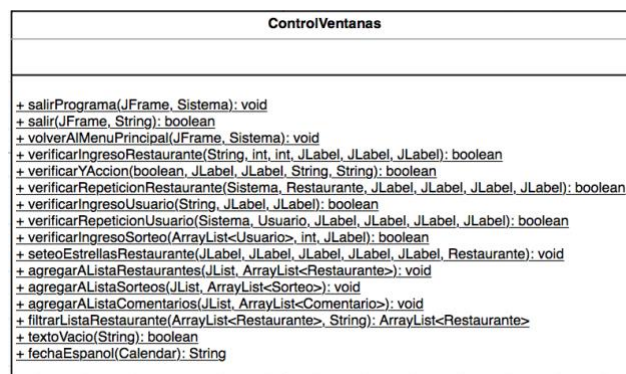 ControlVentanas
+ salirPrograma(JFrame, Sistema): void
+ salir(JFrame, String): boolean
+ volverAlMenuPrincipal(JFrame, Sistema): void
+ verificarIngresoRestaurante(String, int, int, JLabel, JLabel, JLabel): boolean
+ verificarYAccion(boolean, JLabel, JLabel, String, String): boolean
+ verificarRepeticionRestaurante(Sistema, Restaurante, JLabel, JLabel, JLabel, JLabel): boolean
+ verificarIngresoUsuario(String, JLabel, JLabel): boolean
+ verificarRepeticionUsuario(Sistema, Usuario, JLabel, JLabel, JLabel, JLabel): boolean
+ verificarIngresoSorteo(ArrayList<Usuario>, int, JLabel): boolean
+ seteoEstrellasRestaurante(JLabel, JLabel, JLabel, JLabel, JLabel, Restaurante): void
+ agregarAListaRestaurantes(JList, ArrayList<Restaurante>): void
+ agregarAListaSorteos(JList, ArrayList<Sorteo>): void
+ agregarAListaComentarios(JList, ArrayList<Comentario>): void
+ filtrarListaRestaurante(ArrayList<Restaurante>, String): ArrayList<Restaurante>
+ textoVacio(String): boolean
+ fechaEspanol(Calendar): String